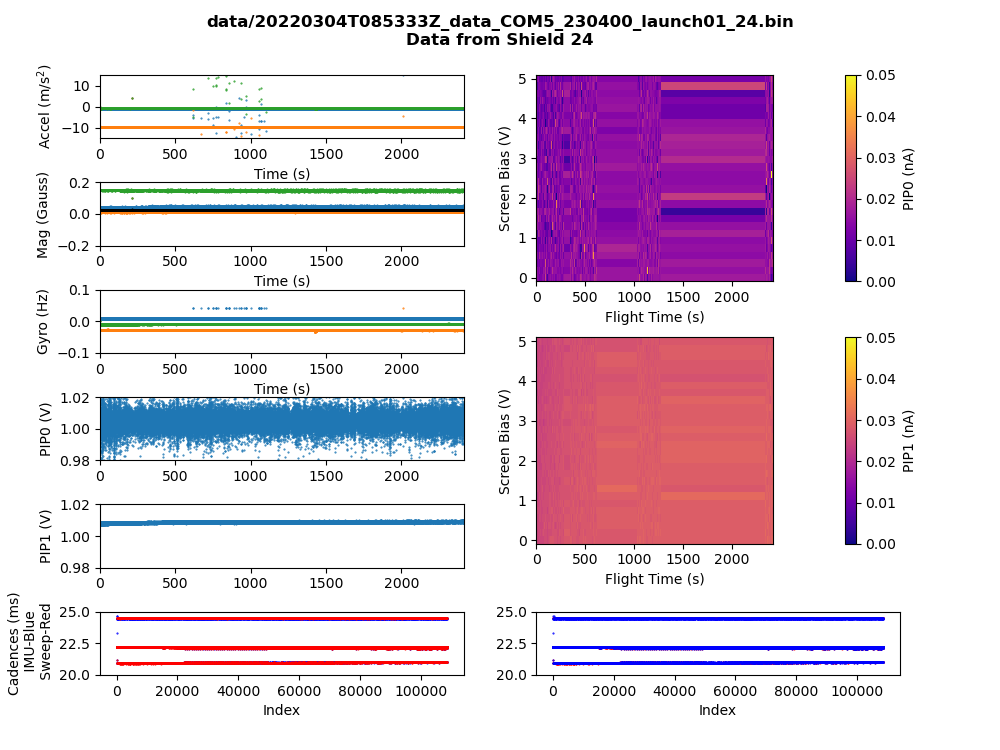 data/20220304T085333Z_data_COM5_230400_launch01_24.bin
Data from Shield 24
Accel (m/s²)
10
0
−10
0 500 1000 1500 2000
Time (s)
Mag (Gauss)
0.2
0.0
−0.2
0 500 1000 1500 2000
Time (s)
Gyro (Hz)
0.1
0.0
−0.1
0 500 1000 1500 2000
Time (s)
PIP0 (V)
1.02
1.00
0.98
0 500 1000 1500 2000
PIP1 (V)
1.02
1.00
0.98
0 500 1000 1500 2000
Cadences (ms)
IMU-Blue
Sweep-Red
25.0
22.5
20.0
0 20000 40000 60000 80000 100000
Index
Screen Bias (V)
5
4
3
2
1
0
0 500 1000 1500 2000
Flight Time (s)
0.05
0.04
0.03
0.02
0.01
0.00
PIP0 (nA)
Screen Bias (V)
5
4
3
2
1
0
0 500 1000 1500 2000
Flight Time (s)
0.05
0.04
0.03
0.02
0.01
0.00
PIP1 (nA)
25.0
22.5
20.0
0 20000 40000 60000 80000 100000
Index